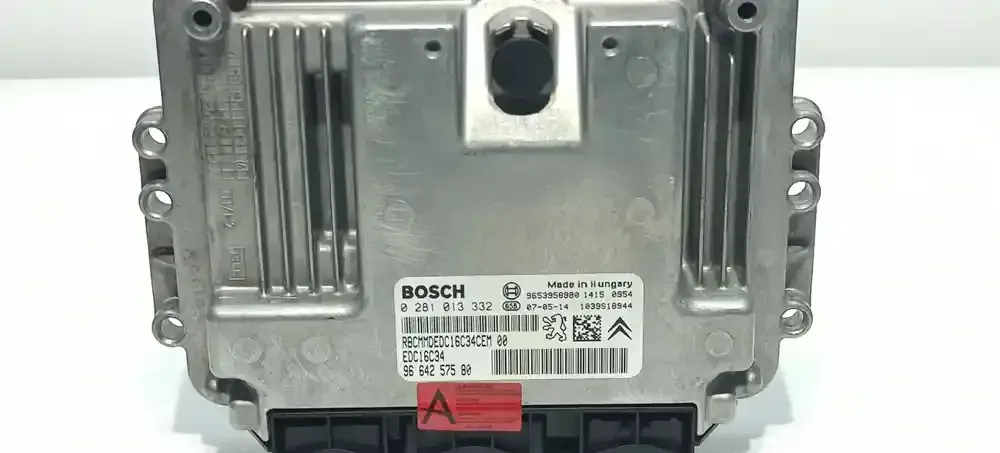 BOSCH
Made in Hungary
9653958980 1415 0954
0 281 013 332 658 07-05-14 1039S18944
RBCMMDEDC16C34CEM 00
EDC16C34
96 642 575 80
A